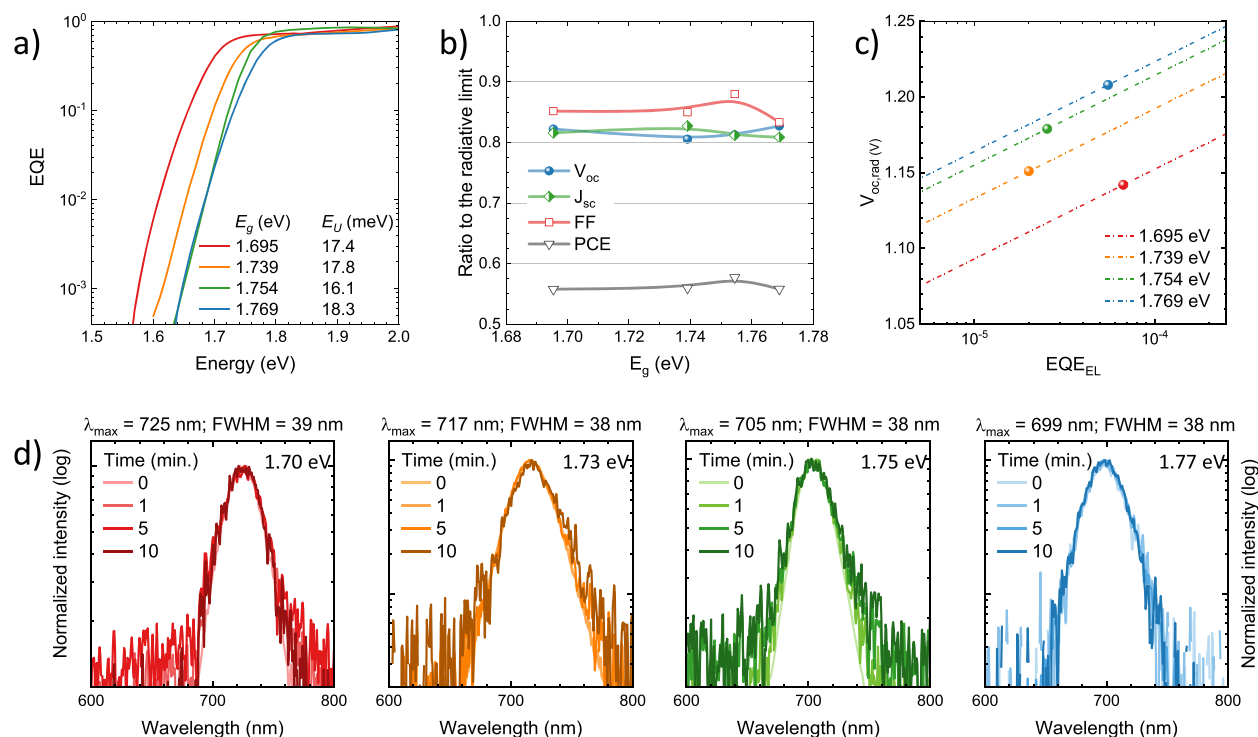 a)
10⁰
10⁻¹
10⁻²
10⁻³
EQE
E_g (eV) E_U (meV)
1.695 17.4
1.739 17.8
1.754 16.1
1.769 18.3
1.5 1.6 1.7 1.8 1.9 2.0
Energy (eV)
b)
1.0
0.9
0.8
0.7
0.6
0.5
Ratio to the radiative limit
V_oc
J_sc
FF
PCE
1.68 1.70 1.72 1.74 1.76 1.78
E_g (eV)
c)
1.25
1.20
1.15
1.10
1.05
V_oc,rad (V)
1.695 eV
1.739 eV
1.754 eV
1.769 eV
10⁻⁵ 10⁻⁴
EQE_EL
d)
λ_max = 725 nm; FWHM = 39 nm
Normalized intensity (log)
Time (min.) 1.70 eV
0
1
5
10
600 700 800
Wavelength (nm)
λ_max = 717 nm; FWHM = 38 nm
Time (min.) 1.73 eV
0
1
5
10
600 700 800
Wavelength (nm)
λ_max = 705 nm; FWHM = 38 nm
Time (min.) 1.75 eV
0
1
5
10
600 700 800
Wavelength (nm)
λ_max = 699 nm; FWHM = 38 nm
Time (min.) 1.77 eV
0
1
5
10
600 700 800
Wavelength (nm)
Normalized intensity (log)